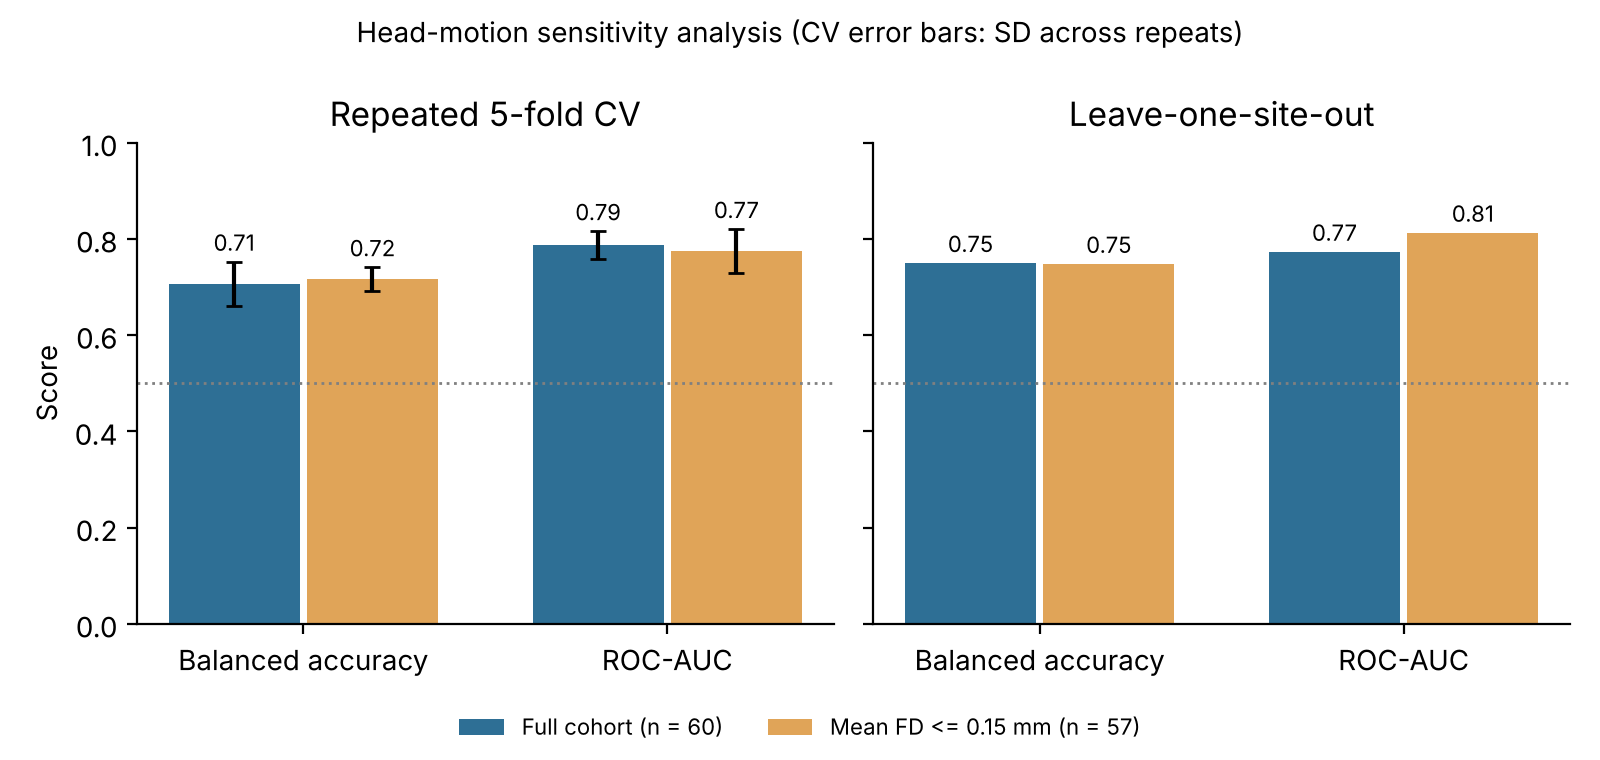 Head-motion sensitivity analysis (CV error bars: SD across repeats)
Repeated 5-fold CV
Leave-one-site-out
1.0
0.8
0.6
0.4
0.2
0.0
Score
0.71
0.72
0.79
0.77
0.75
0.75
0.77
0.81
Balanced accuracy
ROC-AUC
Balanced accuracy
ROC-AUC
Full cohort (n = 60)
Mean FD <= 0.15 mm (n = 57)